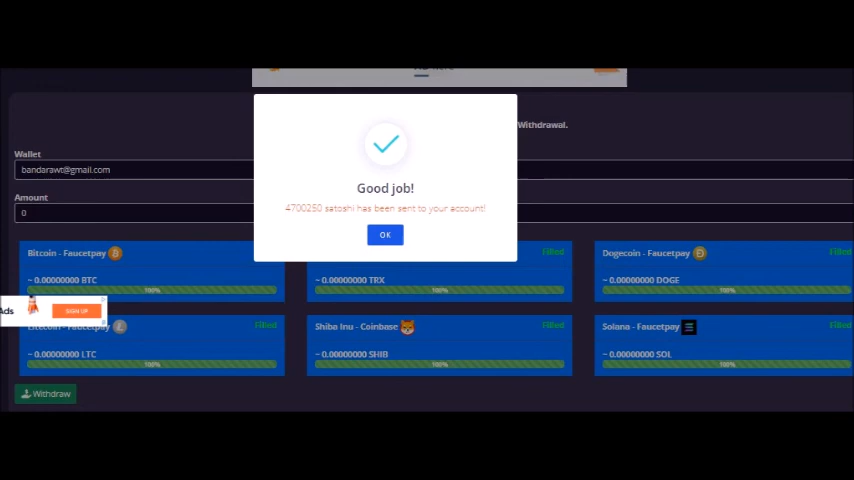 Withdrawal.
Wallet
bandarawt@gmail.com
Amount
0
Good job!
4700250 satoshi has been sent to your account!
OK
Bitcoin - Faucetpay
~ 0.00000000 BTC
100%
Filled
~ 0.00000000 TRX
100%
Dogecoin - Faucetpay
Filled
~ 0.00000000 DOGE
100%
Ads
SIGN UP
Litecoin - Faucetpay
~ 0.00000000 LTC
100%
Shiba Inu - Coinbase
Filled
~ 0.00000000 SHIB
100%
Solana - Faucetpay
Filled
~ 0.00000000 SOL
100%
Withdraw